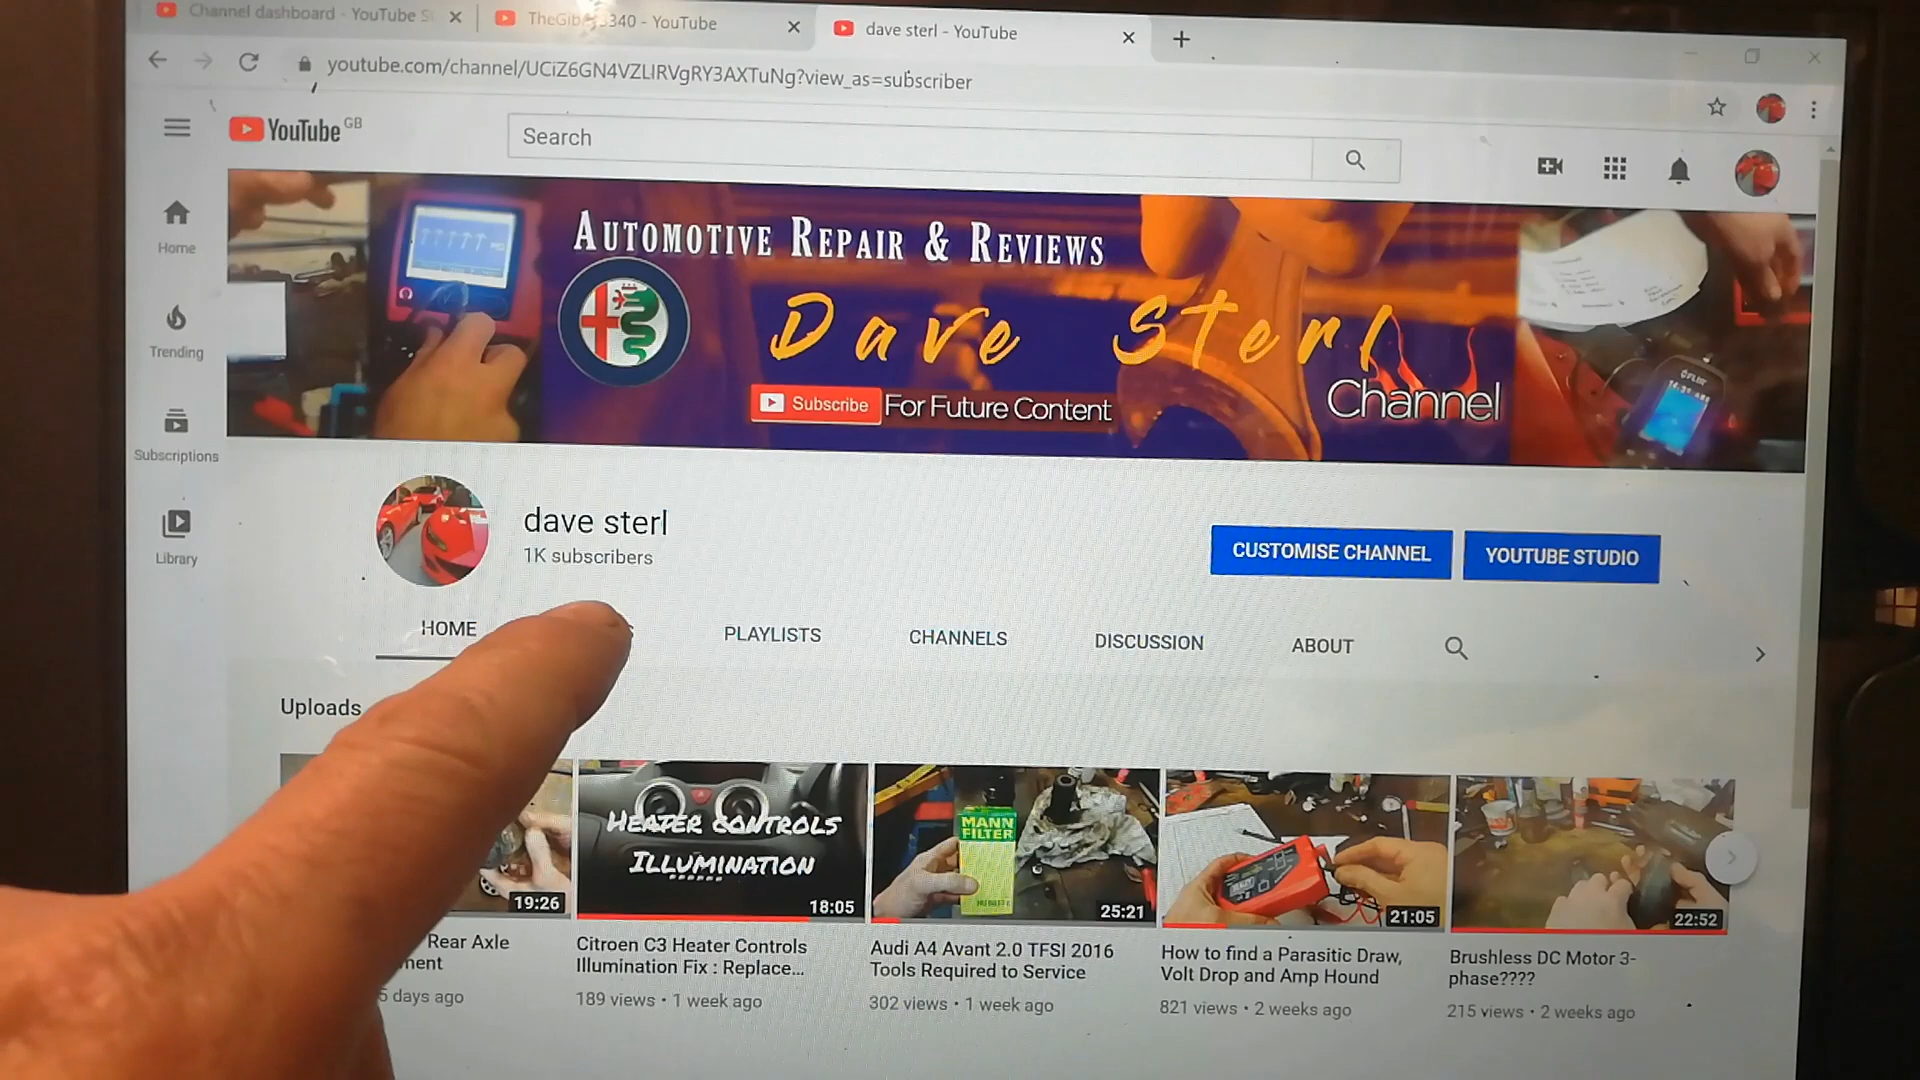 Channel dashboard - YouTube S
340 - YouTube
dave sterl - YouTube
youtube.com/channel/UCiZ6GN4VZLIRVgRY3AXTuNg?view_as=subscriber
YouTube GB
Search
Home
Trending
Subscriptions
Library
AUTOMOTIVE REPAIR & REVIEWS
Dave Sterl
Subscribe For Future Content
Channel
dave sterl
1K subscribers
CUSTOMISE CHANNEL
YOUTUBE STUDIO
HOME
PLAYLISTS
CHANNELS
DISCUSSION
ABOUT
Uploads
HEATER CONTROLS
ILLUMINATION
MANN
FILTER
19:26
18:05
25:21
21:05
22:52
Rear Axle
5 days ago
Citroen C3 Heater Controls
Illumination Fix : Replace...
189 views • 1 week ago
Audi A4 Avant 2.0 TFSI 2016
Tools Required to Service
302 views • 1 week ago
How to find a Parasitic Draw,
Volt Drop and Amp Hound
821 views • 2 weeks ago
Brushless DC Motor 3-
phase????
215 views • 2 weeks ago